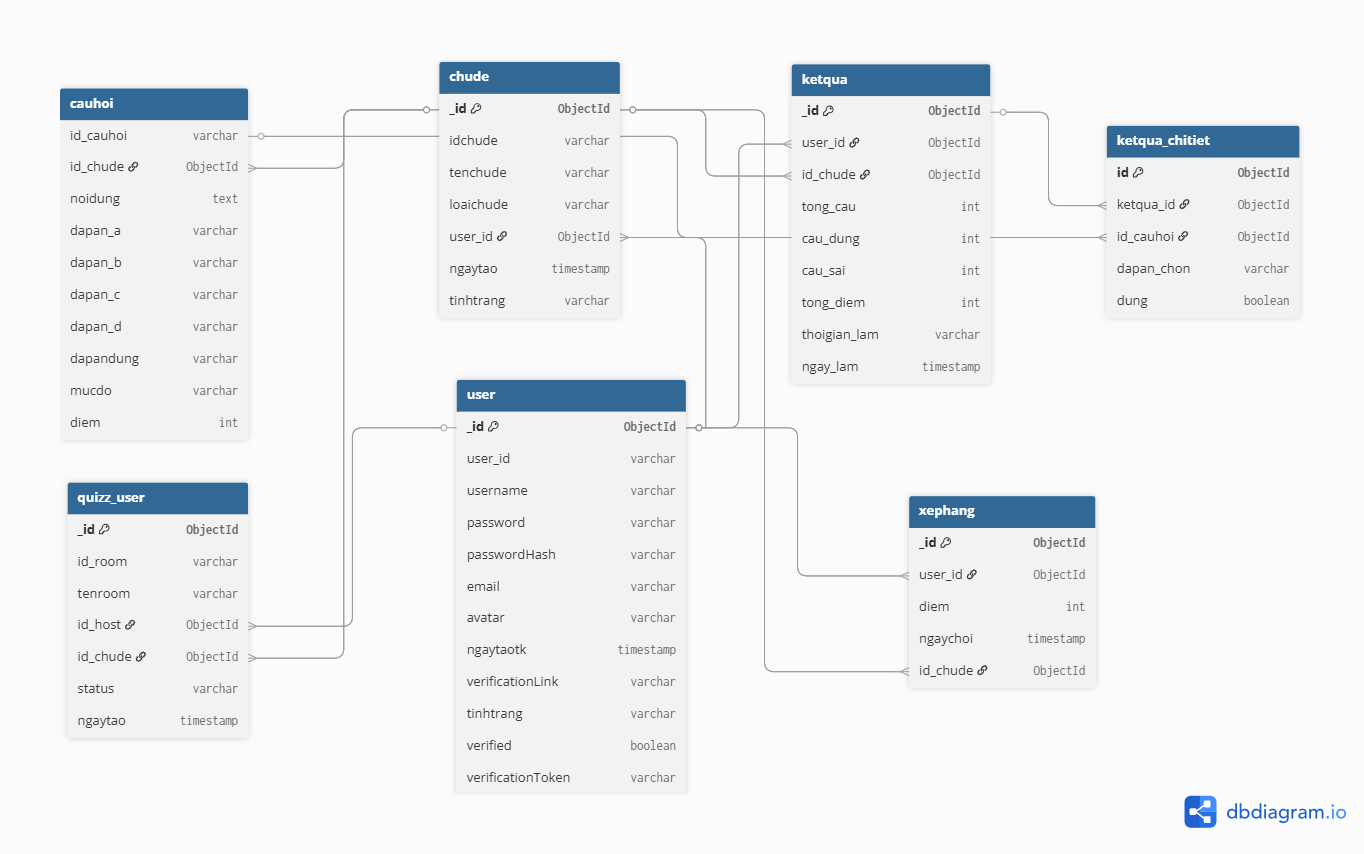 cauhoi
id_cauhoi varchar
id_chude ObjectId
noidung text
dapan_a varchar
dapan_b varchar
dapan_c varchar
dapan_d varchar
dapandung varchar
mucdo varchar
diem int
chude
_id ObjectId
idchude varchar
tenchude varchar
loaichude varchar
user_id ObjectId
ngaytao timestamp
tinhtrang varchar
ketqua
_id ObjectId
user_id ObjectId
id_chude ObjectId
tong_cau int
cau_dung int
cau_sai int
tong_diem int
thoigian_lam varchar
ngay_lam timestamp
ketqua_chitiet
id ObjectId
ketqua_id ObjectId
id_cauhoi ObjectId
dapan_chon varchar
dung boolean
user
_id ObjectId
user_id varchar
username varchar
password varchar
passwordHash varchar
email varchar
avatar varchar
ngaytaotk timestamp
verificationLink varchar
tinhtrang varchar
verified boolean
verificationToken varchar
quizz_user
_id ObjectId
id_room varchar
tenroom varchar
id_host ObjectId
id_chude ObjectId
status varchar
ngaytao timestamp
xephang
_id ObjectId
user_id ObjectId
diem int
ngaychoi timestamp
id_chude ObjectId
dbdiagram.io